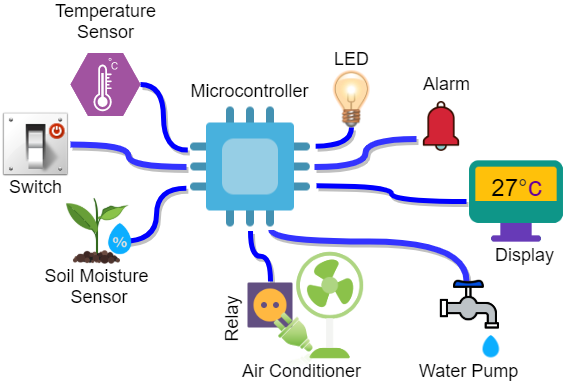 Temperature
Sensor
°C
LED
Microcontroller
Alarm
Switch
27°C
%
Soil Moisture
Sensor
Display
Relay
Air Conditioner
Water Pump